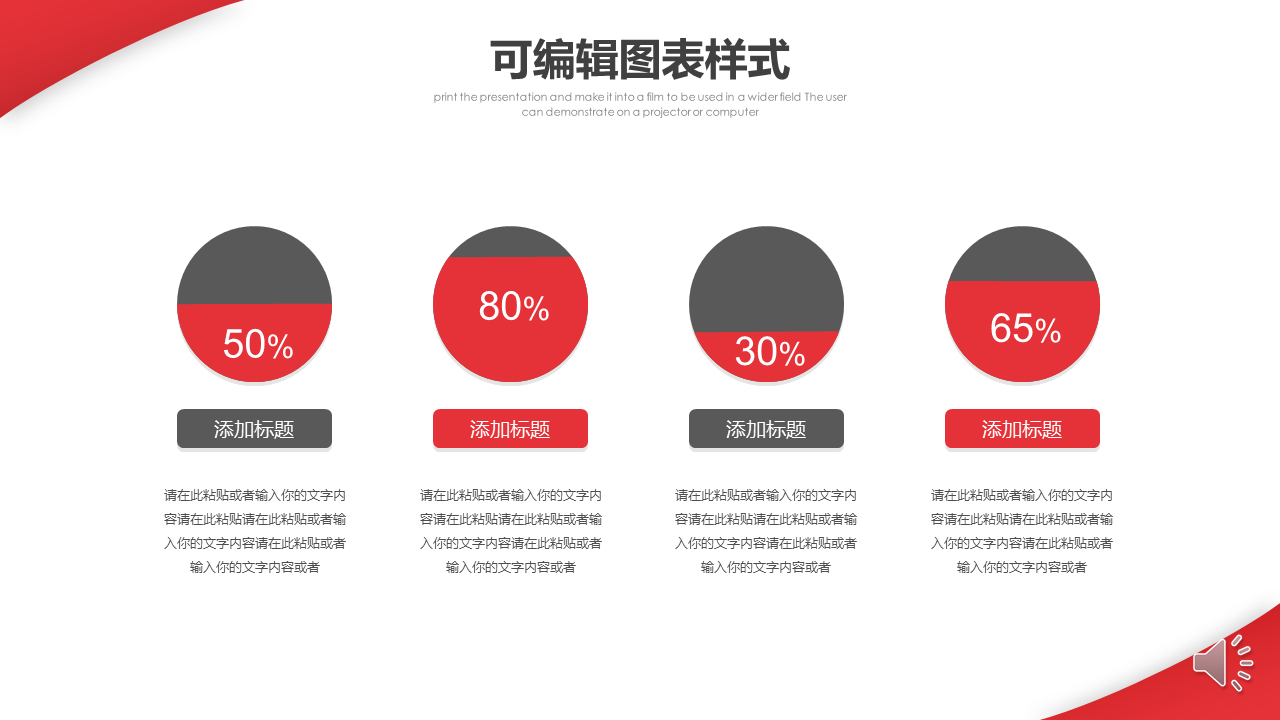 可编辑图表样式
print the presentation and make it into a film to be used in a wider field The user
can demonstrate on a projector or computer
50%
80%
30%
65%
添加标题
添加标题
添加标题
添加标题
请在此粘贴或者输入你的文字内
容请在此粘贴请在此粘贴或者输
入你的文字内容请在此粘贴或者
输入你的文字内容或者
请在此粘贴或者输入你的文字内
容请在此粘贴请在此粘贴或者输
入你的文字内容请在此粘贴或者
输入你的文字内容或者
请在此粘贴或者输入你的文字内
容请在此粘贴请在此粘贴或者输
入你的文字内容请在此粘贴或者
输入你的文字内容或者
请在此粘贴或者输入你的文字内
容请在此粘贴请在此粘贴或者输
入你的文字内容请在此粘贴或者
输入你的文字内容或者